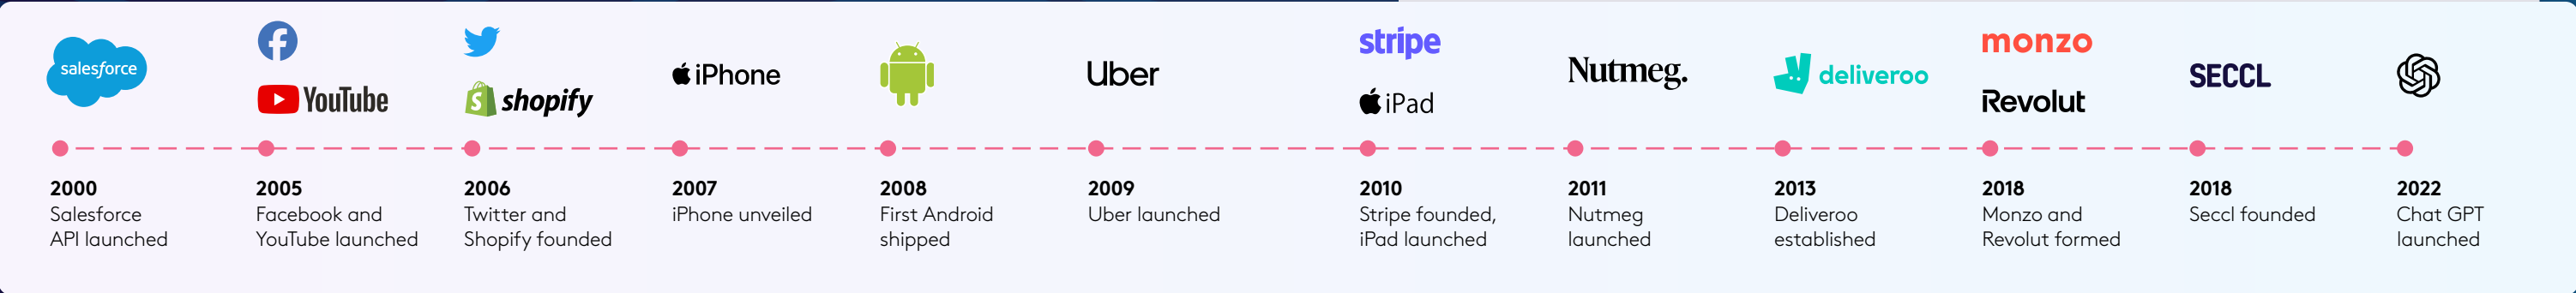 salesforce
YouTube
shopify
iPhone
Uber
stripe
iPad
Nutmeg.
deliveroo
monzo
Revolut
SECCL
2000
Salesforce
API launched
2005
Facebook and
YouTube launched
2006
Twitter and
Shopify founded
2007
iPhone unveiled
2008
First Android
shipped
2009
Uber launched
2010
Stripe founded,
iPad launched
2011
Nutmeg
launched
2013
Deliveroo
established
2018
Monzo and
Revolut formed
2018
Seccl founded
2022
Chat GPT
launched